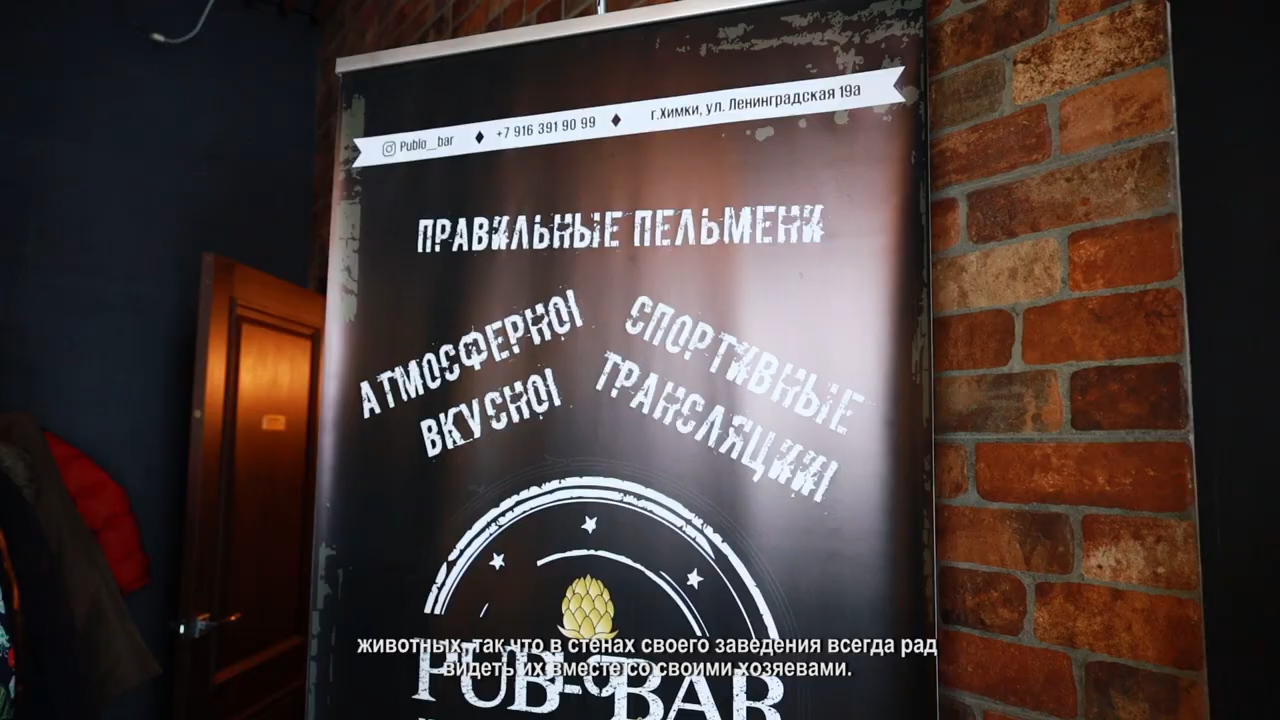 Publo__bar ♦ +7 916 391 90 99 ♦ г.Химки, ул. Ленинградская 19а
ПРАВИЛЬНЫЕ ПЕЛЬМЕНИ
АТМОСФЕРНО!
ВКУСНО!
СПОРТИВНЫЕ
ТРАНСЛЯЦИИ!
PUB-LO BAR
животных, так что в стенах своего заведения всегда рад
видеть их вместе со своими хозяевами.